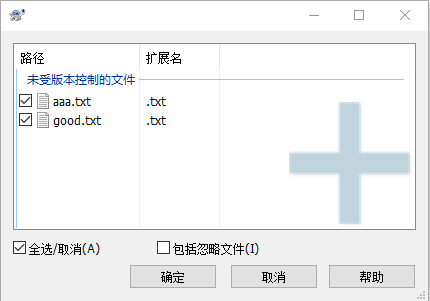 路径 扩展名
未受版本控制的文件
aaa.txt .txt
good.txt .txt
全选/取消(A) 包括忽略文件(I)
确定 取消 帮助